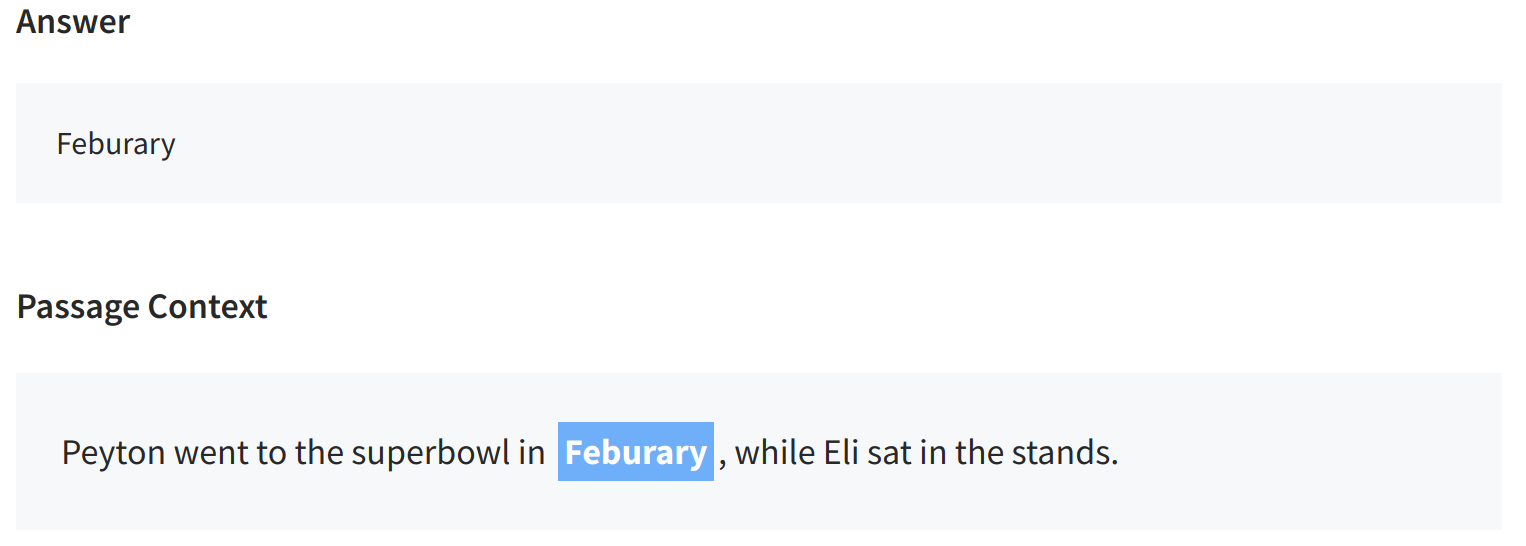 Answer
Feburary
Passage Context
Peyton went to the superbowl in Feburary , while Eli sat in the stands.